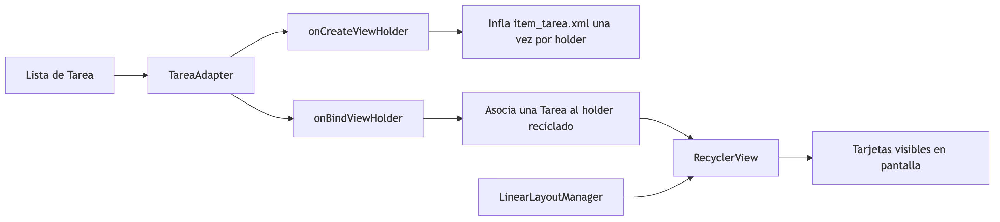 Lista de Tarea
TareaAdapter
onCreateViewHolder
Infla item_tarea.xml una
vez por holder
onBindViewHolder
Asocia una Tarea al holder
reciclado
LinearLayoutManager
RecyclerView
Tarjetas visibles en
pantalla